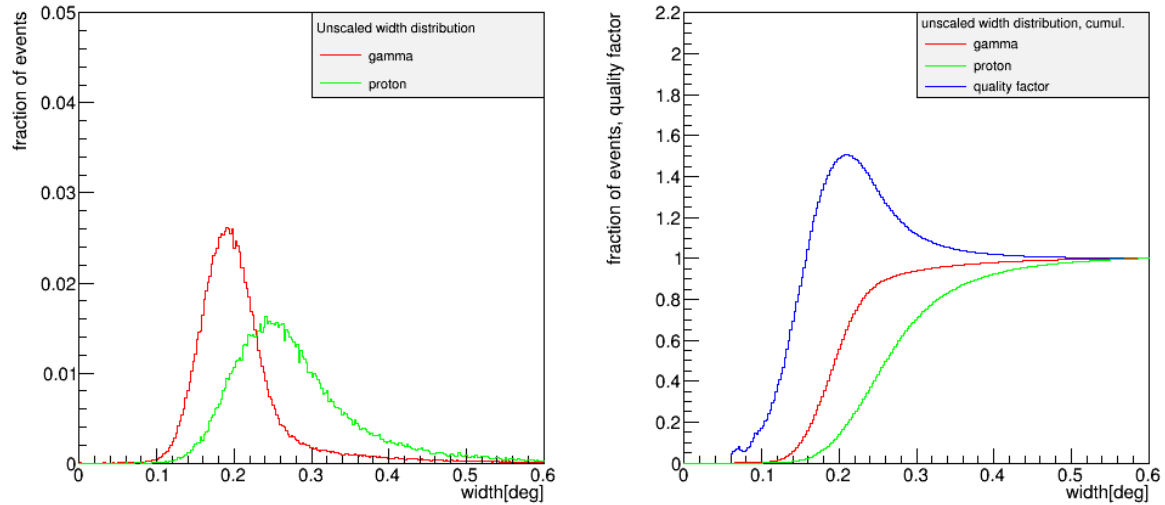 fraction of events
0.05
0.04
0.03
0.02
0.01
0
Unscaled width distribution
gamma
proton
0 0.1 0.2 0.3 0.4 0.5 0.6
width[deg]
fraction of events, quality factor
2.2
2
1.8
1.6
1.4
1.2
1
0.8
0.6
0.4
0.2
0
unscaled width distribution, cumul.
gamma
proton
quality factor
0 0.1 0.2 0.3 0.4 0.5 0.6
width[deg]